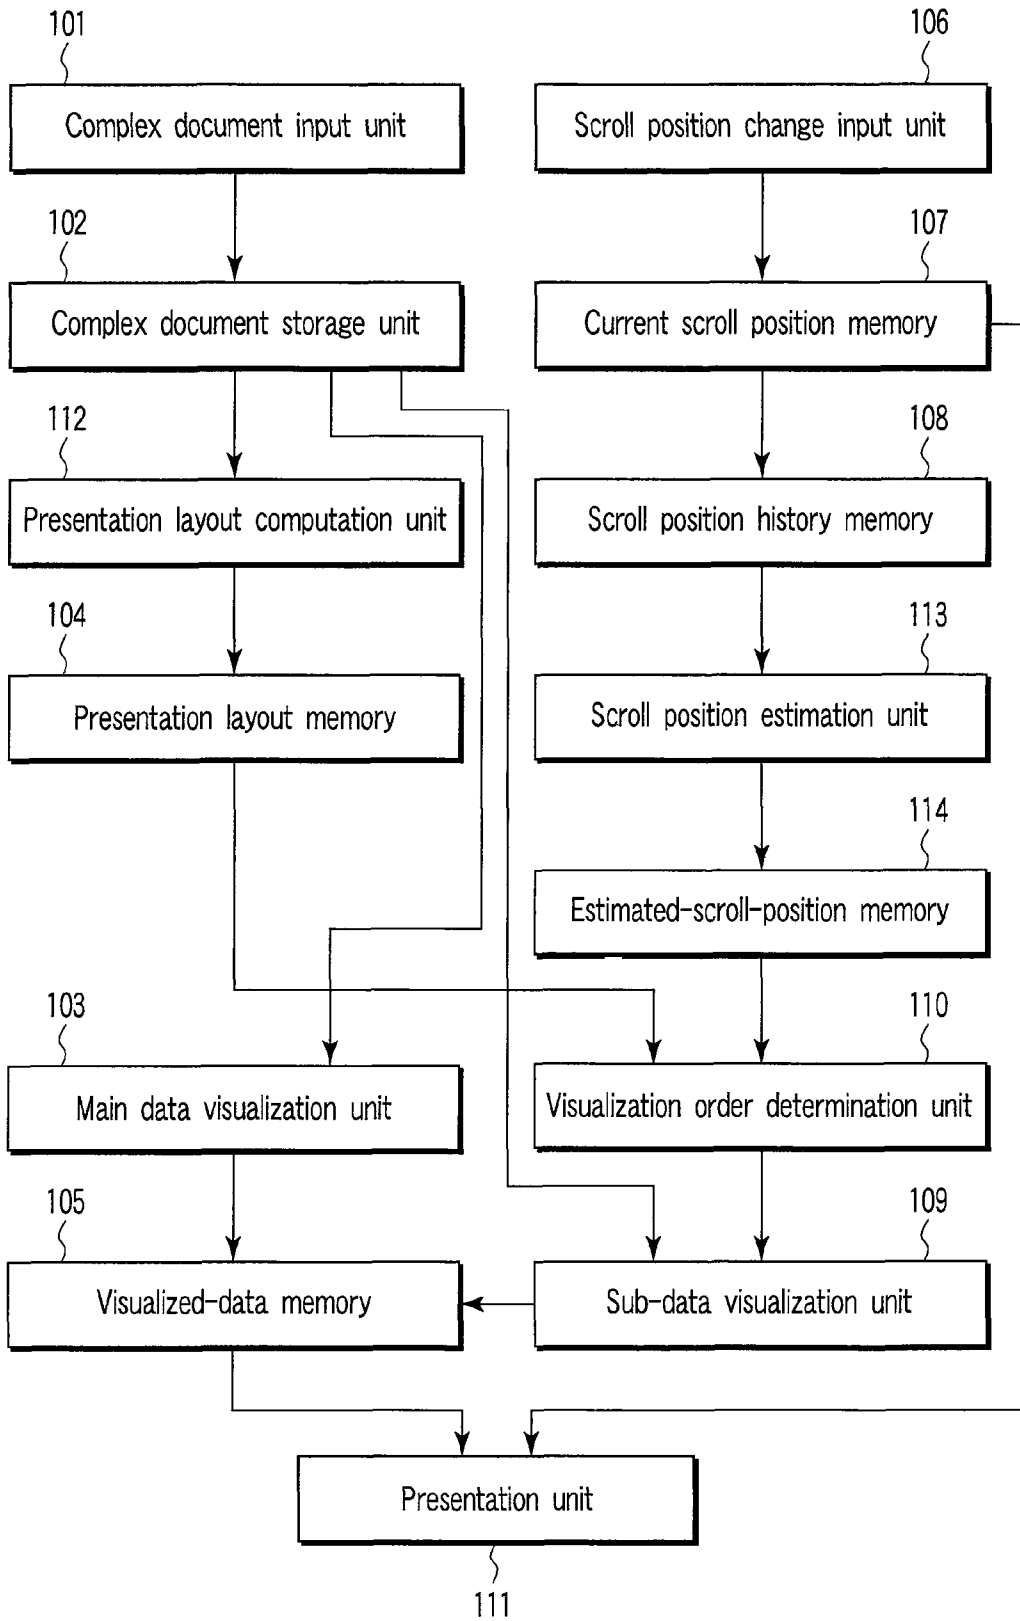 101
106
Complex document input unit
Scroll position change input unit
102
107
Complex document storage unit
Current scroll position memory
112
108
Presentation layout computation unit
Scroll position history memory
104
113
Presentation layout memory
Scroll position estimation unit
114
Estimated-scroll-position memory
103
110
Main data visualization unit
Visualization order determination unit
105
109
Visualized-data memory
Sub-data visualization unit
Presentation unit
111